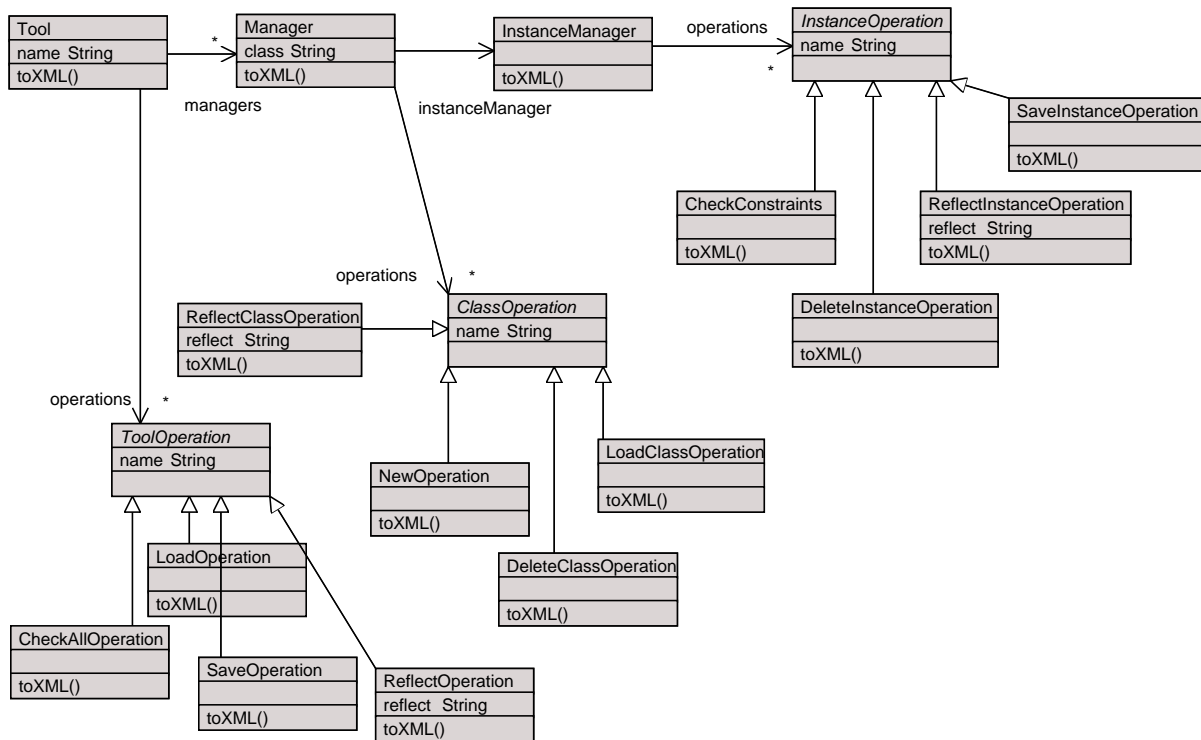 Tool
name String
toXML()
*
managers
Manager
class String
toXML()
instanceManager
InstanceManager
toXML()
operations
*
InstanceOperation
name String
SaveInstanceOperation
toXML()
CheckConstraints
toXML()
ReflectInstanceOperation
reflect String
toXML()
DeleteInstanceOperation
toXML()
operations
*
ClassOperation
name String
ReflectClassOperation
reflect String
toXML()
operations
*
ToolOperation
name String
LoadClassOperation
toXML()
NewOperation
toXML()
DeleteClassOperation
toXML()
LoadOperation
toXML()
CheckAllOperation
toXML()
SaveOperation
toXML()
ReflectOperation
reflect String
toXML()